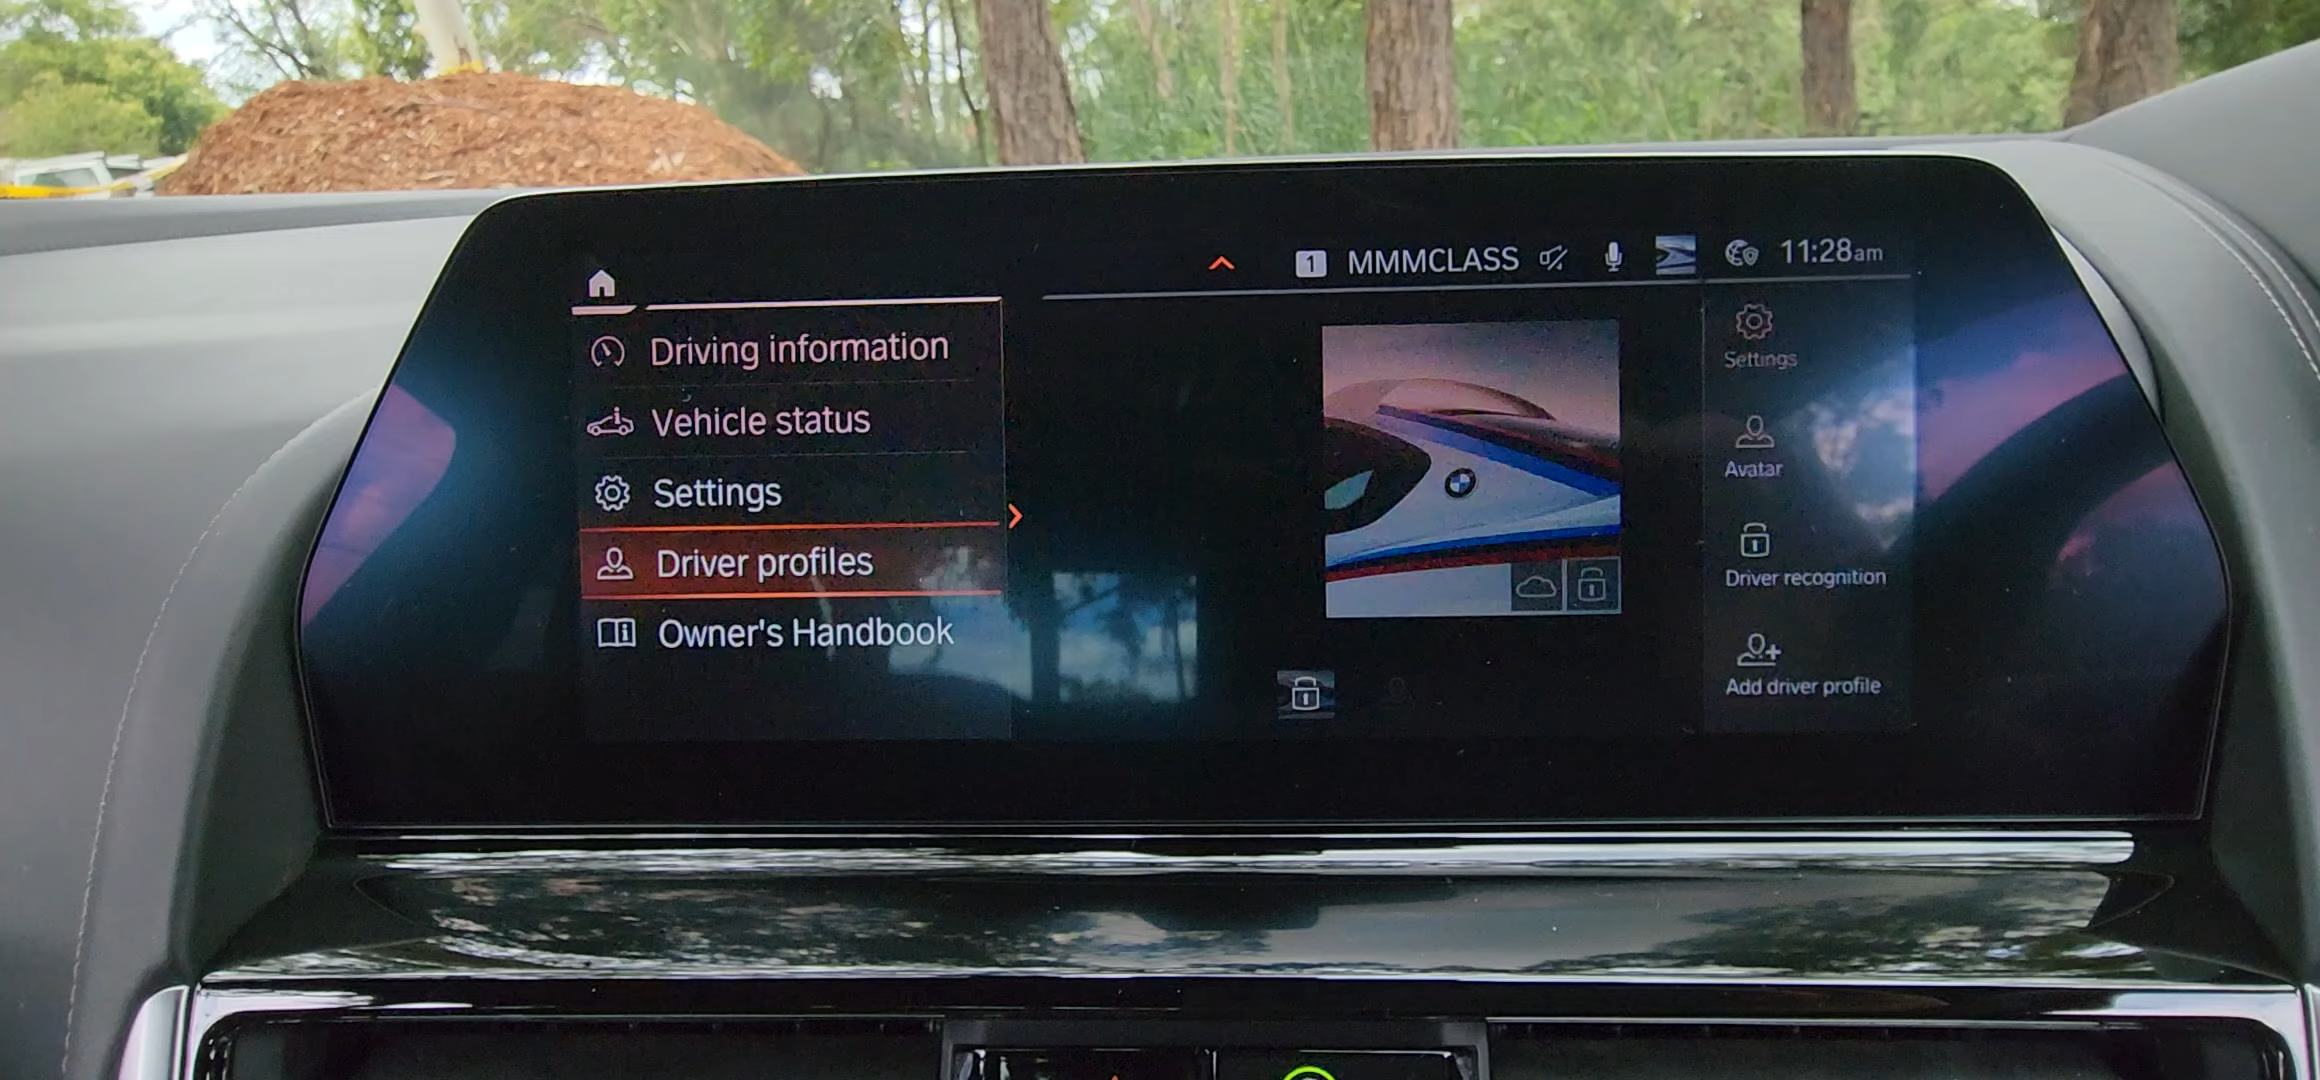 1 MMMCLASS 11:28am
Driving information
Vehicle status
Settings
Driver profiles
Owner's Handbook
Settings
Avatar
Driver recognition
Add driver profile